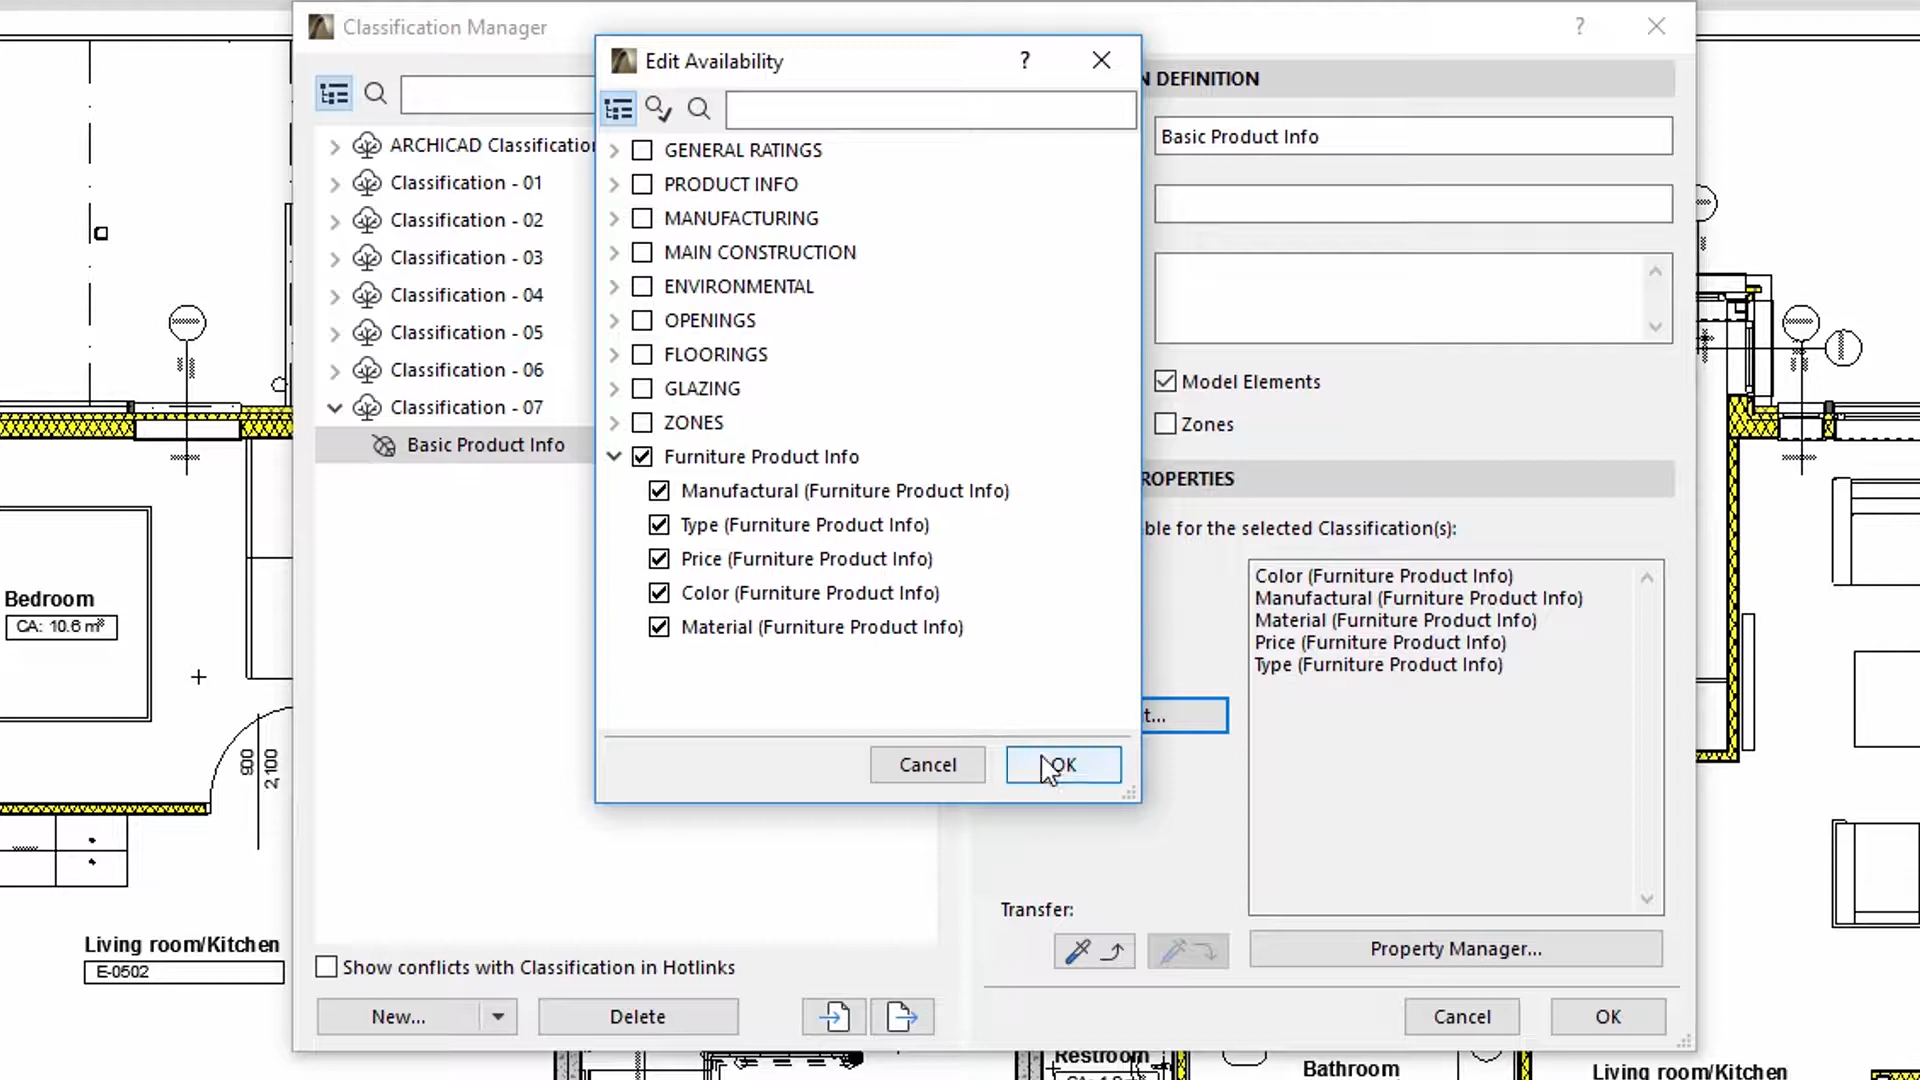 Classification Manager
?
Edit Availability
?
N DEFINITION
ARCHICAD Classification
Classification - 01
Classification - 02
Classification - 03
Classification - 04
Classification - 05
Classification - 06
Classification - 07
Basic Product Info
GENERAL RATINGS
PRODUCT INFO
MANUFACTURING
MAIN CONSTRUCTION
ENVIRONMENTAL
OPENINGS
FLOORINGS
GLAZING
ZONES
Furniture Product Info
Manufactural (Furniture Product Info)
Type (Furniture Product Info)
Price (Furniture Product Info)
Color (Furniture Product Info)
Material (Furniture Product Info)
Cancel
OK
Basic Product Info
Model Elements
Zones
ROPERTIES
ble for the selected Classification(s):
Color (Furniture Product Info)
Manufactural (Furniture Product Info)
Material (Furniture Product Info)
Price (Furniture Product Info)
Type (Furniture Product Info)
t...
Transfer:
Property Manager...
Show conflicts with Classification in Hotlinks
New...
Delete
Cancel
OK
Bedroom
CA: 10.6 m²
900
2,100
Living room/Kitchen
E-0502
Restroom
Bathroom
Living room/Kitchen